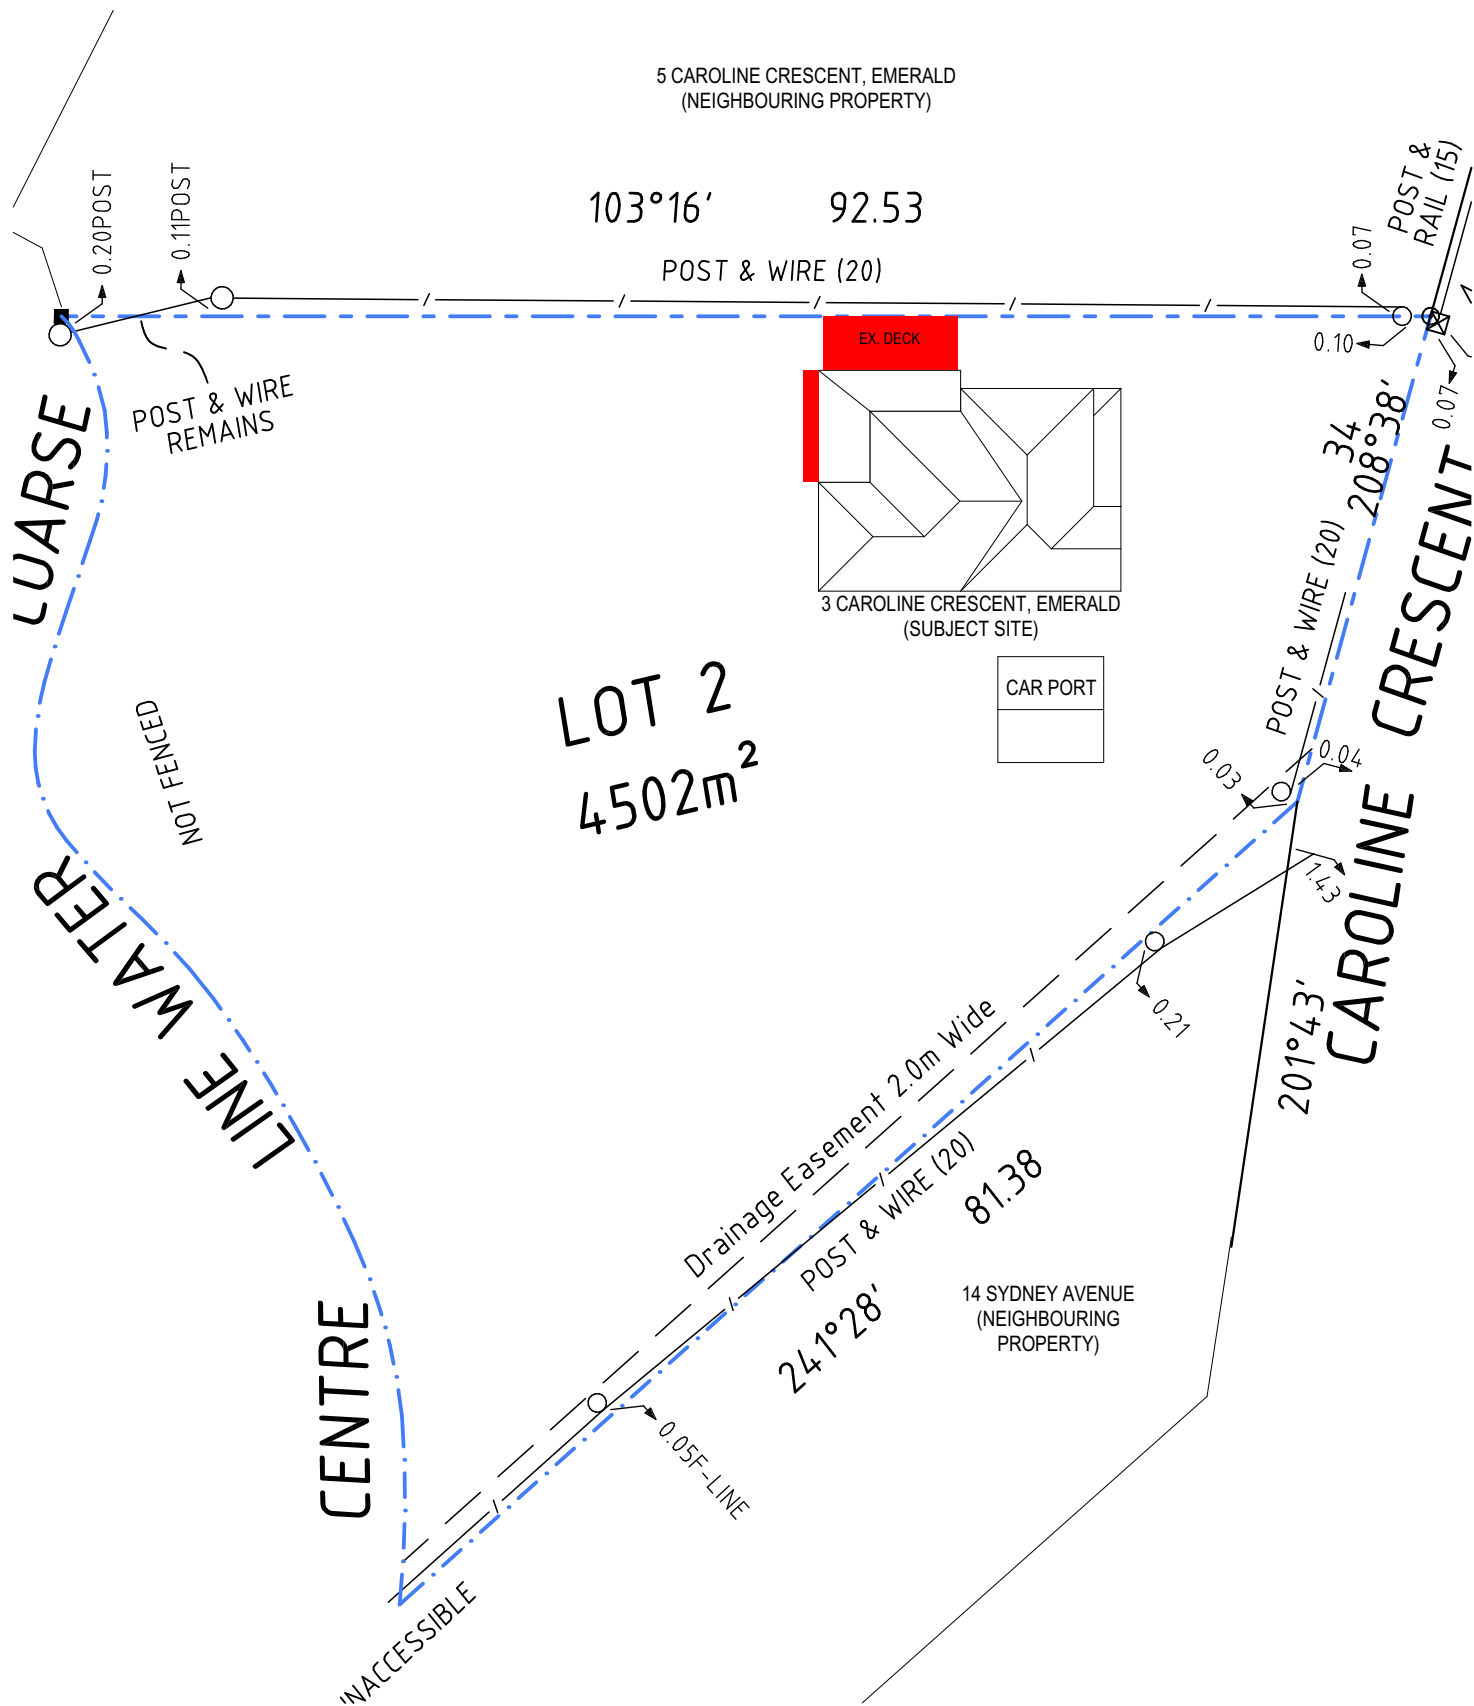 5 CAROLINE CRESCENT, EMERALD
(NEIGHBOURING PROPERTY)
POST &
RAIL (15)
0.20POST
0.11POST
103°16' 92.53
0.07
POST & WIRE (20)
EX. DECK
0.10
POST & WIRE
REMAINS
0.07
34
208°38'
3 CAROLINE CRESCENT, EMERALD
(SUBJECT SITE)
POST & WIRE (20)
CAROLINE CRESCENT
LOT 2
4502m²
CAR PORT
NOT FENCED
0.03
0.04
1.43
0.21
201°43'
Drainage Easement 2.0m Wide
POST & WIRE (20)
81.38
241°28'
14 SYDNEY AVENUE
(NEIGHBOURING
PROPERTY)
0.05F-LINE
CENTRE LINE WATER
INACCESSIBLE